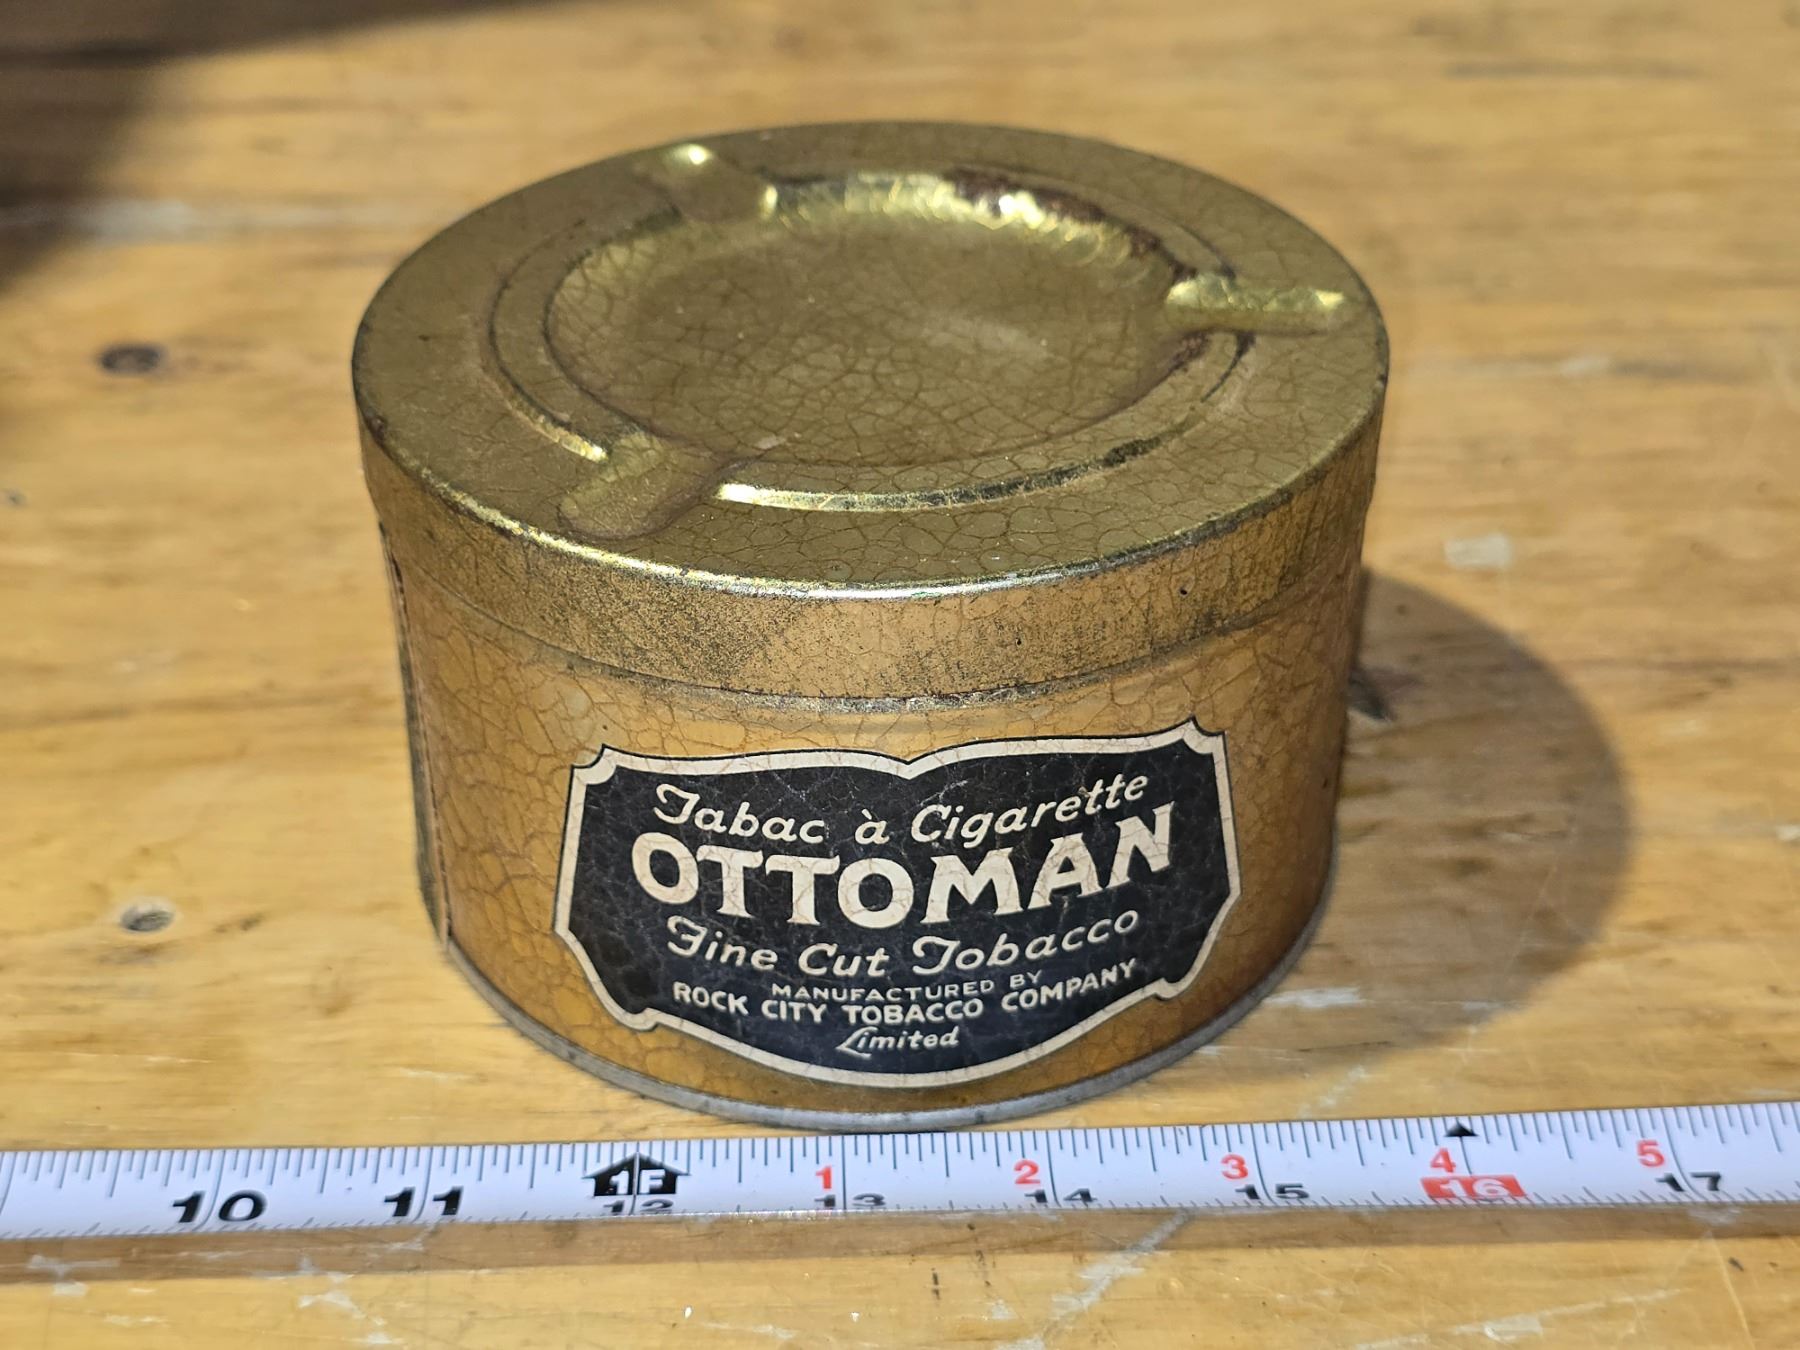 Tabac à Cigarette
OTTOMAN
Fine Cut Tobacco
MANUFACTURED BY
ROCK CITY TOBACCO COMPANY
Limited
1F 1 2 3 4 5
10 11 12 13 14 15 16 17